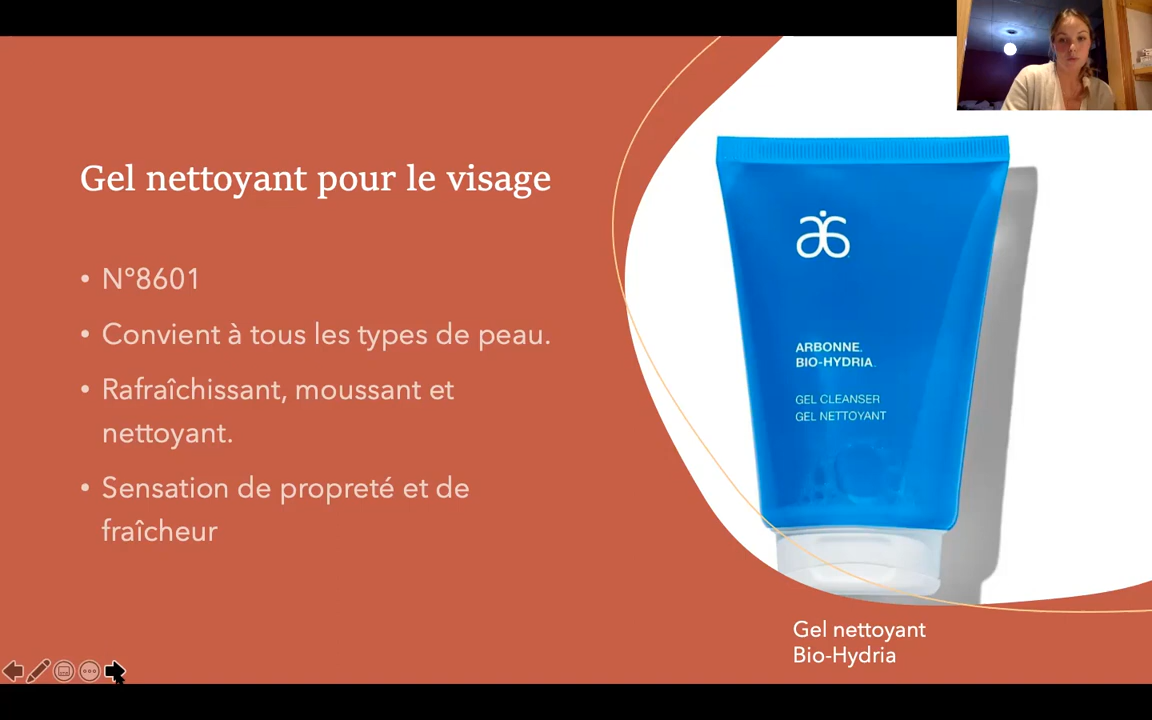 Gel nettoyant pour le visage
• N°8601
• Convient à tous les types de peau.
• Rafraîchissant, moussant et
nettoyant.
• Sensation de propreté et de
fraîcheur
ARBONNE.
BIO-HYDRIA.
GEL CLEANSER
GEL NETTOYANT
Gel nettoyant
Bio-Hydria